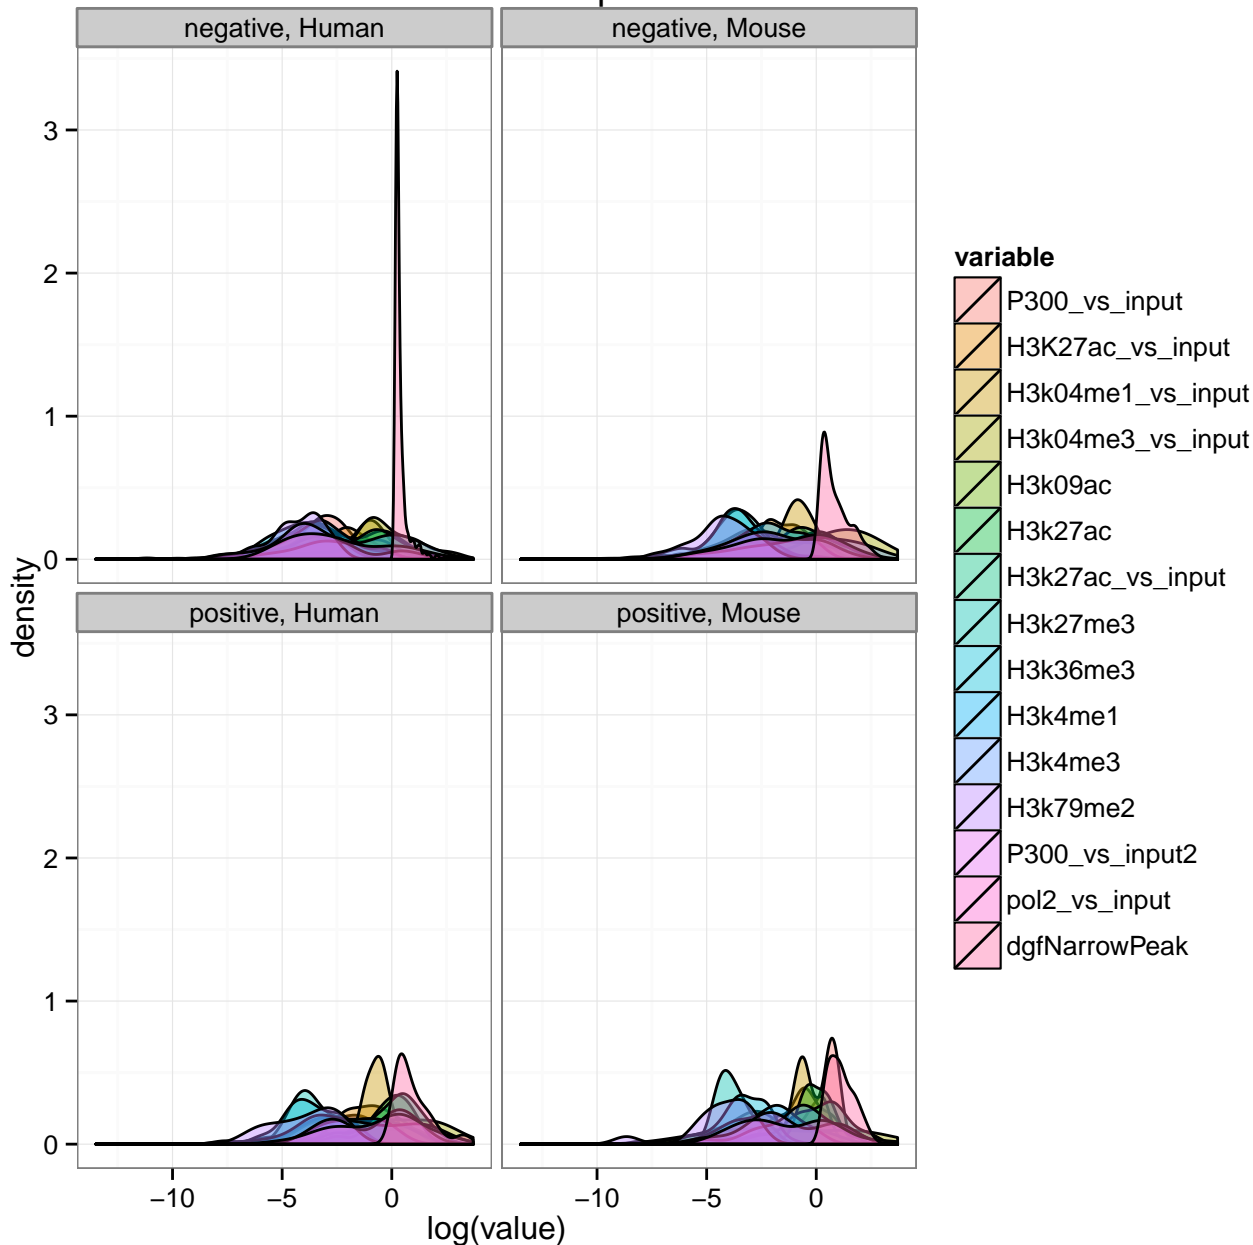 negative, Human
negative, Mouse
3
2
1
0
positive, Human
positive, Mouse
3
2
1
0
density
−10
−5
0
−10
−5
0
log(value)
variable
P300_vs_input
H3K27ac_vs_input
H3k04me1_vs_input
H3k04me3_vs_input
H3k09ac
H3k27ac
H3k27ac_vs_input
H3k27me3
H3k36me3
H3k4me1
H3k4me3
H3k79me2
P300_vs_input2
pol2_vs_input
dgfNarrowPeak